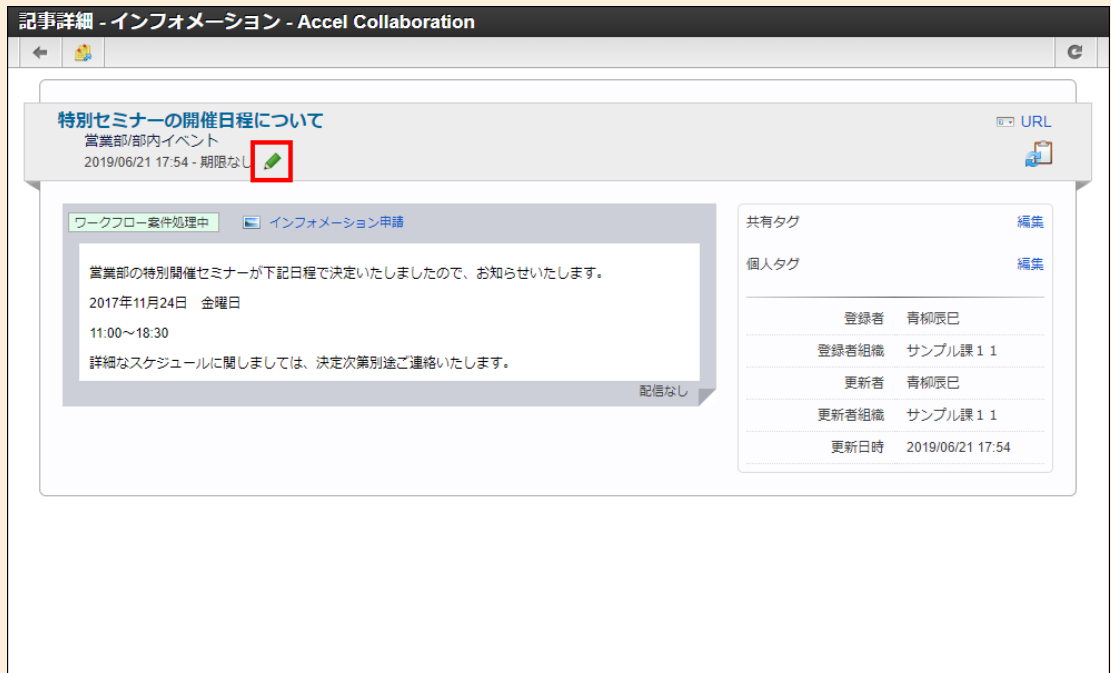 記事詳細 - インフォメーション - Accel Collaboration
特別セミナーの開催日程について
URL
営業部/部内イベント
2019/06/21 17:54 - 期限なし
ワークフロー案件処理中
インフォメーション申請
営業部の特別開催セミナーが下記日程で決定いたしましたので、お知らせいたします。
2017年11月24日　金曜日
11:00～18:30
詳細なスケジュールに関しましては、決定次第別途ご連絡いたします。
配信なし
共有タグ 編集
個人タグ 編集
登録者 青柳辰巳
登録者組織 サンプル課１１
更新者 青柳辰巳
更新者組織 サンプル課１１
更新日時 2019/06/21 17:54